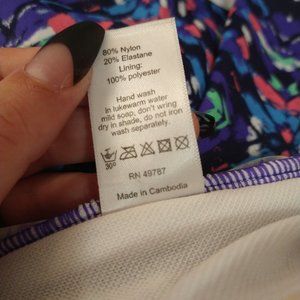 80% Nylon
20% Elastane
Lining:
100% polyester
Hand wash
in lukewarm water
mild soap, don't wring
dry in shade, do not iron
wash separately.
30°
RN 49787
Made in Cambodia